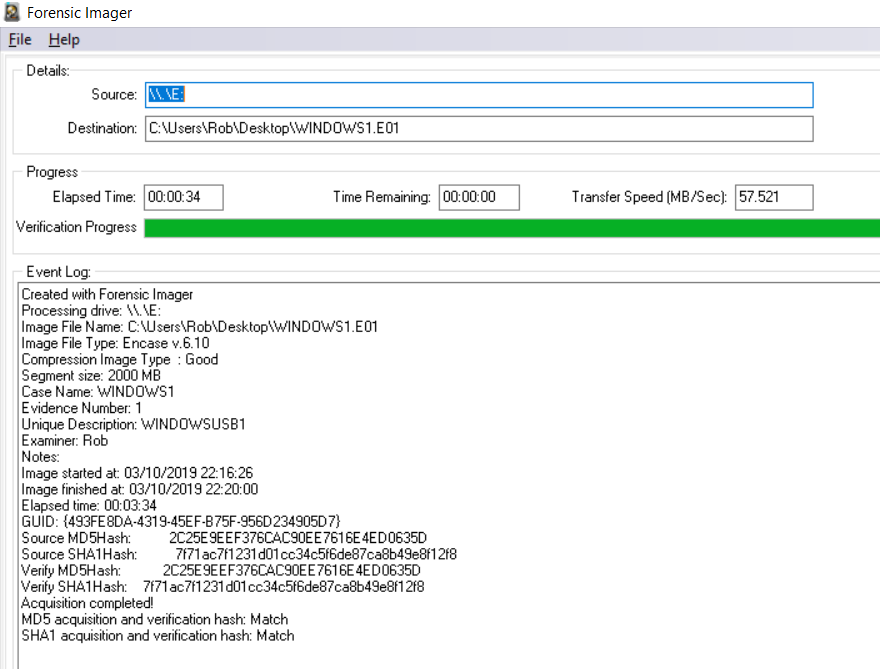 Forensic Imager
File Help
Details:
Source: \\.\E:
Destination: C:\Users\Rob\Desktop\WINDOWS1.E01
Progress
Elapsed Time: 00:00:34 Time Remaining: 00:00:00 Transfer Speed (MB/Sec): 57.521
Verification Progress
Event Log:
Created with Forensic Imager
Processing drive: \\.\E:
Image File Name: C:\Users\Rob\Desktop\WINDOWS1.E01
Image File Type: Encase v.6.10
Compression Image Type : Good
Segment size: 2000 MB
Case Name: WINDOWS1
Evidence Number: 1
Unique Description: WINDOWSUSB1
Examiner: Rob
Notes:
Image started at: 03/10/2019 22:16:26
Image finished at: 03/10/2019 22:20:00
Elapsed time: 00:03:34
GUID: {493FE8DA-4319-45EF-B75F-956D234905D7}
Source MD5Hash: 2C25E9EEF376CAC90EE7616E4ED0635D
Source SHA1Hash: 7f71ac7f1231d01cc34c5f6de87ca8b49e8f12f8
Verify MD5Hash: 2C25E9EEF376CAC90EE7616E4ED0635D
Verify SHA1Hash: 7f71ac7f1231d01cc34c5f6de87ca8b49e8f12f8
Acquisition completed!
MD5 acquisition and verification hash: Match
SHA1 acquisition and verification hash: Match